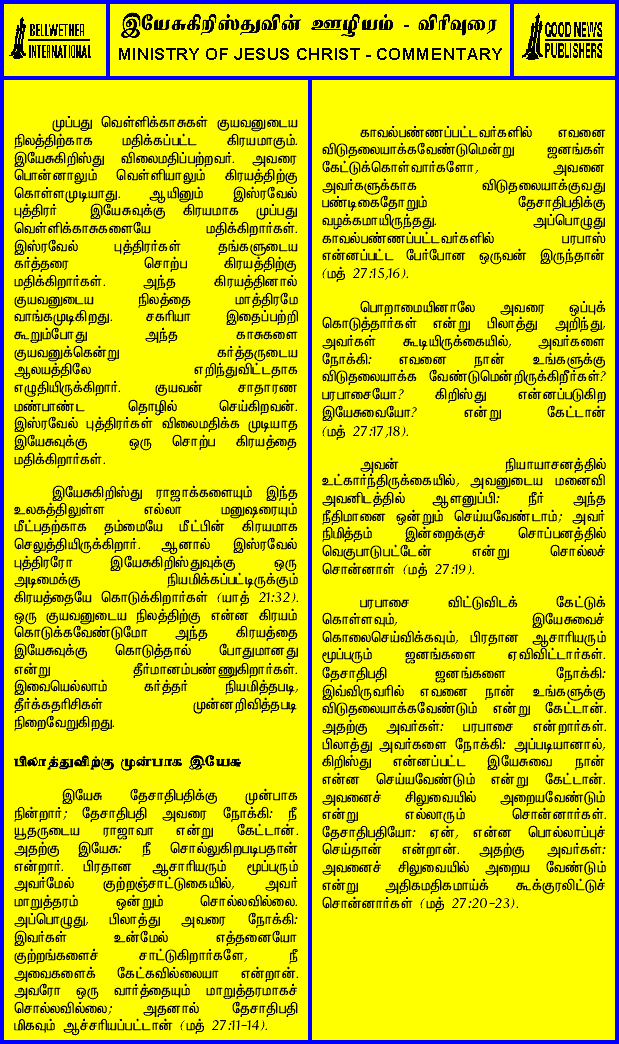 BELLWETHER
INTERNATIONAL
இயேசுகிறிஸ்துவின் ஊழியம் - விரிவுரை
MINISTRY OF JESUS CHRIST - COMMENTARY
GOOD NEWS
PUBLISHERS
முப்பது வெள்ளிக்காசுகள் குயவனுடைய
நிலத்திற்காக மதிக்கப்பட்ட கிரயமாகும்.
இயேசுகிறிஸ்து விலைமதிப்பற்றவர். அவரை
பொன்னாலும் வெள்ளியாலும் கிரயத்திற்கு
கொள்ளமுடியாது. ஆயினும் இஸ்ரவேல்
புத்திரர் இயேசுவுக்கு கிரயமாக முப்பது
வெள்ளிக்காசுகளையே மதிக்கிறார்கள்.
இஸ்ரவேல் புத்திரர்கள் தங்களுடைய
கர்த்தரை சொற்ப கிரயத்திற்கு
மதிக்கிறார்கள். அந்த கிரயத்தினால்
குயவனுடைய நிலத்தை மாத்திரமே
வாங்கமுடிகிறது. சகரியா இதைப்பற்றி
கூறும்போது அந்த காசுகளை
குயவனுக்கென்று கர்த்தருடைய
ஆலயத்திலே எறிந்துவிட்டதாக
எழுதியிருக்கிறார். குயவன் சாதாரண
மண்பாண்ட தொழில் செய்கிறவன்.
இஸ்ரவேல் புத்திரர்கள் விலைமதிக்க முடியாத
இயேசுவுக்கு ஒரு சொற்ப கிரயத்தை
மதிக்கிறார்கள்.
இயேசுகிறிஸ்து ராஜாக்களையும் இந்த
உலகத்திலுள்ள எல்லா மனுஷரையும்
மீட்பதற்காக தம்மையே மீட்பின் கிரயமாக
செலுத்தியிருக்கிறார். ஆனால் இஸ்ரவேல்
புத்திரரோ இயேசுகிறிஸ்துவுக்கு ஒரு
அடிமைக்கு நியமிக்கப்பட்டிருக்கும்
கிரயத்தையே கொடுக்கிறார்கள் (யாத் 21:32).
ஒரு குயவனுடைய நிலத்திற்கு என்ன கிரயம்
கொடுக்கவேண்டுமோ அந்த கிரயத்தை
இயேசுவுக்கு கொடுத்தால் போதுமானது
என்று தீர்மானம்பண்ணுகிறார்கள்.
இவையெல்லாம் கர்த்தர் நியமித்தபடி,
தீர்க்கதரிசிகள் முன்னறிவித்தபடி
நிறைவேறுகிறது.
பிலாத்துவிற்கு முன்பாக இயேசு
இயேசு தேசாதிபதிக்கு முன்பாக
நின்றார்; தேசாதிபதி அவரை நோக்கி: நீ
யூதருடைய ராஜாவா என்று கேட்டான்.
அதற்கு இயேசு: நீ சொல்லுகிறபடிதான்
என்றார். பிரதான ஆசாரியரும் மூப்பரும்
அவர்மேல் குற்றஞ்சாட்டுகையில், அவர்
மாறுத்தரம் ஒன்றும் சொல்லவில்லை.
அப்பொழுது, பிலாத்து அவரை நோக்கி:
இவர்கள் உன்மேல் எத்தனையோ
குற்றங்களைச் சாட்டுகிறார்களே, நீ
அவைகளைக் கேட்கவில்லையா என்றான்.
அவரோ ஒரு வார்த்தையும் மாறுத்தரமாகச்
சொல்லவில்லை; அதனால் தேசாதிபதி
மிகவும் ஆச்சரியப்பட்டான் (மத் 27:11-14).
காவல்பண்ணப்பட்டவர்களில் எவனை
விடுதலையாக்கவேண்டுமென்று ஜனங்கள்
கேட்டுக்கொள்வார்களோ, அவனை
அவர்களுக்காக விடுதலையாக்குவது
பண்டிகைதோறும் தேசாதிபதிக்கு
வழக்கமாயிருந்தது. அப்பொழுது
காவல்பண்ணப்பட்டவர்களில் பரபாஸ்
என்னப்பட்ட பேர்போன ஒருவன் இருந்தான்
(மத் 27:15,16).
பொறாமையினாலே அவரை ஒப்புக்
கொடுத்தார்கள் என்று பிலாத்து அறிந்து,
அவர்கள் கூடியிருக்கையில், அவர்களை
நோக்கி: எவனை நான் உங்களுக்கு
விடுதலையாக்க வேண்டுமென்றிருக்கிறீர்கள்?
பரபாசையோ? கிறிஸ்து என்னப்படுகிற
இயேசுவையோ? என்று கேட்டான்
(மத் 27:17,18).
அவன் நியாயாசனத்தில்
உட்கார்ந்திருக்கையில், அவனுடைய மனைவி
அவனிடத்தில் ஆளனுப்பி: நீர் அந்த
நீதிமானை ஒன்றும் செய்யவேண்டாம்; அவர்
நிமித்தம் இன்றைக்குச் சொப்பனத்தில்
வெகுபாடுபட்டேன் என்று சொல்லச்
சொன்னாள் (மத் 27:19).
பரபாசை விட்டுவிடக் கேட்டுக்
கொள்ளவும், இயேசுவைச்
கொலைசெய்விக்கவும், பிரதான ஆசாரியரும்
மூப்பரும் ஜனங்களை ஏவிவிட்டார்கள்.
தேசாதிபதி ஜனங்களை நோக்கி:
இவ்விருவரில் எவனை நான் உங்களுக்கு
விடுதலையாக்கவேண்டும் என்று கேட்டான்.
அதற்கு அவர்கள்: பரபாசை என்றார்கள்.
பிலாத்து அவர்களை நோக்கி: அப்படியானால்,
கிறிஸ்து என்னப்பட்ட இயேசுவை நான்
என்ன செய்யவேண்டும் என்று கேட்டான்.
அவனைச் சிலுவையில் அறையவேண்டும்
என்று எல்லாரும் சொன்னார்கள்.
தேசாதிபதியோ: ஏன், என்ன பொல்லாப்புச்
செய்தான் என்றான். அதற்கு அவர்கள்:
அவனைச் சிலுவையில் அறைய வேண்டும்
என்று அதிகமதிகமாய்க் கூக்குரலிட்டுச்
சொன்னார்கள் (மத் 27:20-23).